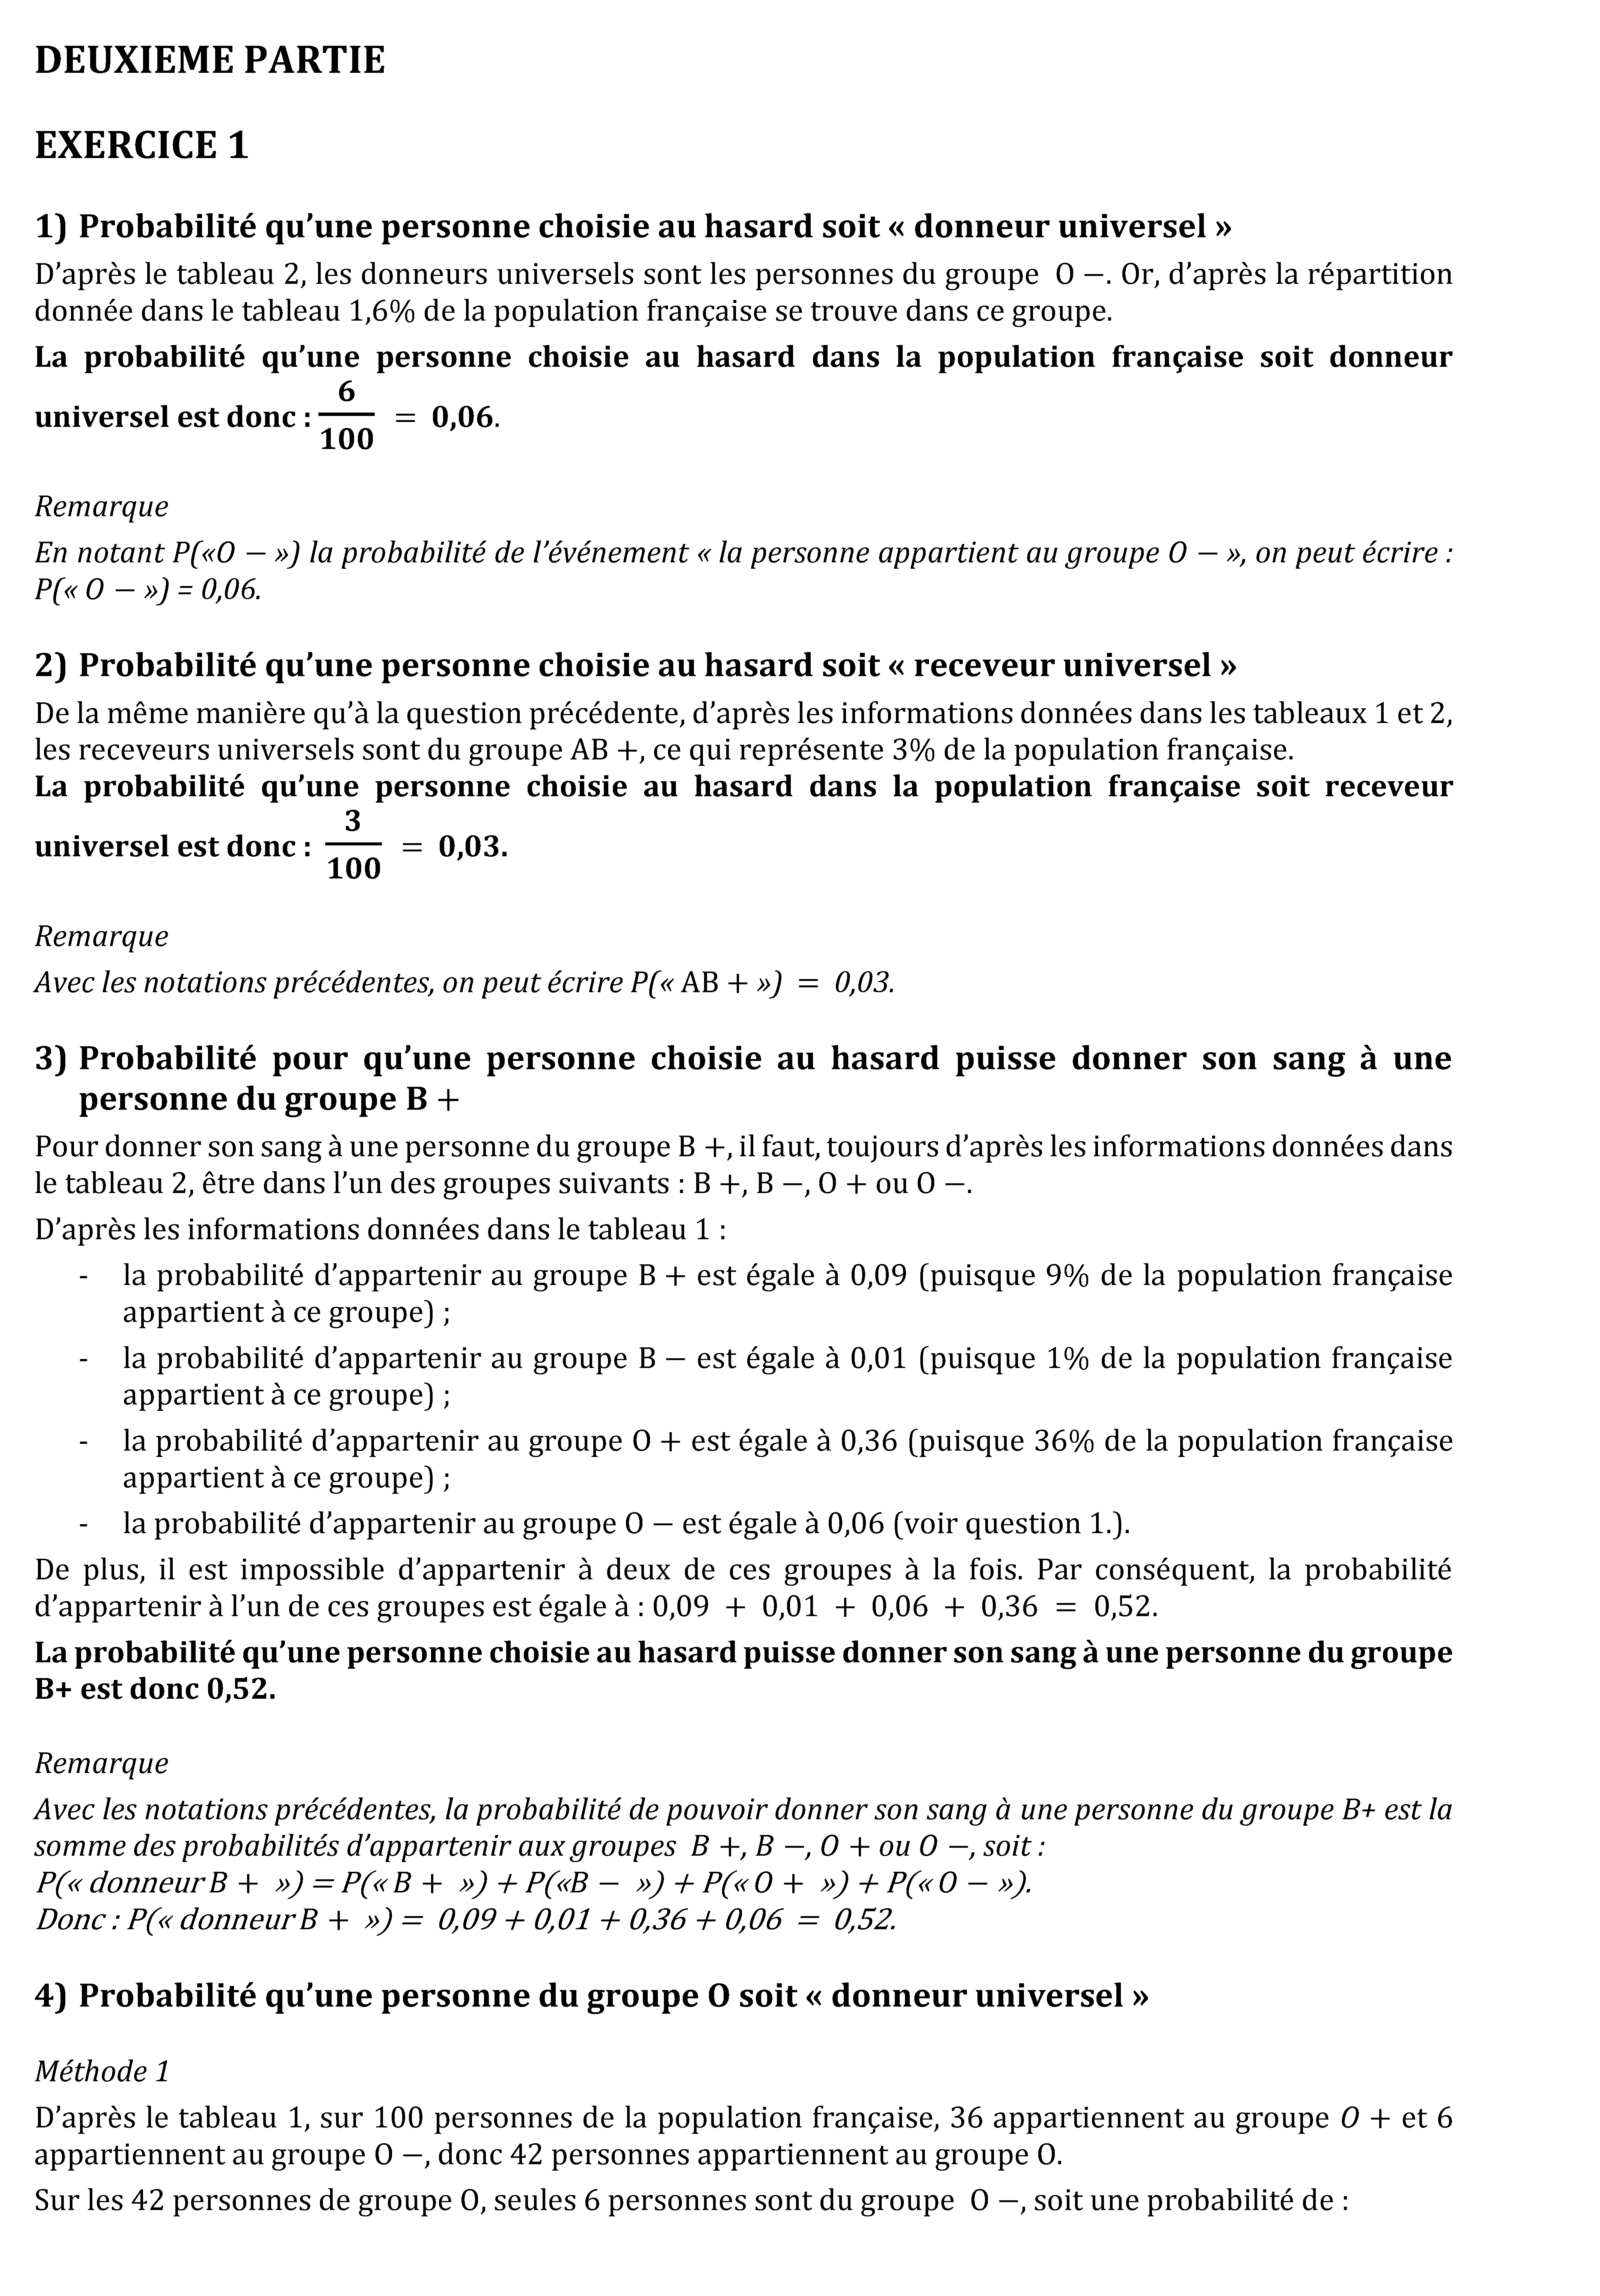 DEUXIEME PARTIE
EXERCICE 1
1) Probabilité qu’une personne choisie au hasard soit « donneur universel »
D’après le tableau 2, les donneurs universels sont les personnes du groupe O −. Or, d’après la répartition
donnée dans le tableau 1,6% de la population française se trouve dans ce groupe.
La probabilité qu’une personne choisie au hasard dans la population française soit donneur
universel est donc : 6/100 = 0,06.
Remarque
En notant P(«O − ») la probabilité de l’événement « la personne appartient au groupe O − », on peut écrire :
P(« O − ») = 0,06.
2) Probabilité qu’une personne choisie au hasard soit « receveur universel »
De la même manière qu’à la question précédente, d’après les informations données dans les tableaux 1 et 2,
les receveurs universels sont du groupe AB +, ce qui représente 3% de la population française.
La probabilité qu’une personne choisie au hasard dans la population française soit receveur
universel est donc : 3/100 = 0,03.
Remarque
Avec les notations précédentes, on peut écrire P(« AB + ») = 0,03.
3) Probabilité pour qu’une personne choisie au hasard puisse donner son sang à une
personne du groupe B +
Pour donner son sang à une personne du groupe B +, il faut, toujours d’après les informations données dans
le tableau 2, être dans l’un des groupes suivants : B +, B −, O + ou O −.
D’après les informations données dans le tableau 1 :
- la probabilité d’appartenir au groupe B + est égale à 0,09 (puisque 9% de la population française
appartient à ce groupe) ;
- la probabilité d’appartenir au groupe B − est égale à 0,01 (puisque 1% de la population française
appartient à ce groupe) ;
- la probabilité d’appartenir au groupe O + est égale à 0,36 (puisque 36% de la population française
appartient à ce groupe) ;
- la probabilité d’appartenir au groupe O − est égale à 0,06 (voir question 1.).
De plus, il est impossible d’appartenir à deux de ces groupes à la fois. Par conséquent, la probabilité
d’appartenir à l’un de ces groupes est égale à : 0,09 + 0,01 + 0,06 + 0,36 = 0,52.
La probabilité qu’une personne choisie au hasard puisse donner son sang à une personne du groupe
B+ est donc 0,52.
Remarque
Avec les notations précédentes, la probabilité de pouvoir donner son sang à une personne du groupe B+ est la
somme des probabilités d’appartenir aux groupes B +, B −, O + ou O −, soit :
P(« donneur B + ») = P(« B + ») + P(«B − ») + P(« O + ») + P(« O − »).
Donc : P(« donneur B + ») = 0,09 + 0,01 + 0,36 + 0,06 = 0,52.
4) Probabilité qu’une personne du groupe O soit « donneur universel »
Méthode 1
D’après le tableau 1, sur 100 personnes de la population française, 36 appartiennent au groupe O + et 6
appartiennent au groupe O −, donc 42 personnes appartiennent au groupe O.
Sur les 42 personnes de groupe O, seules 6 personnes sont du groupe O −, soit une probabilité de :